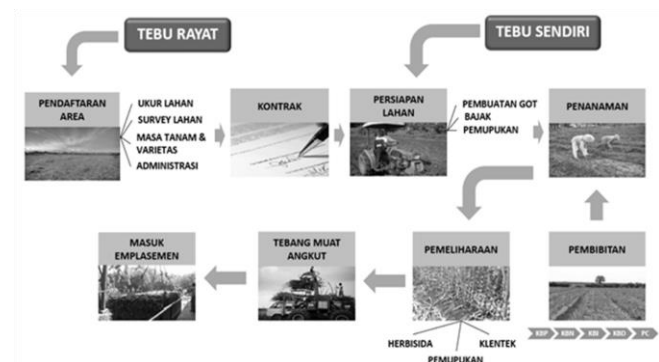 TEBU RAYAT
TEBU SENDIRI
PENDAFTARAN
AREA
UKUR LAHAN
SURVEY LAHAN
MASA TANAM &
VARIETAS
ADMINISTRASI
KONTRAK
PERSIAPAN
LAHAN
PEMBUATAN GOT
BAJAK
PEMUPUKAN
PENANAMAN
MASUK
EMPLASEMEN
TEBANG MUAT
ANGKUT
PEMELIHARAAN
PEMBIBITAN
HERBISIDA
KLENTEK
PEMUPUKAN
KBP KBN KBI KBD PC